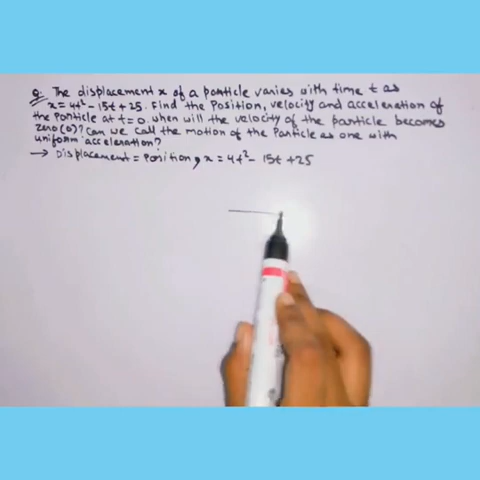 Q: The displacement x of a particle varies with time t as
x = 4t² - 15t + 25. Find the Position, velocity and acceleration of
the Particle at t=0. when will the velocity of the particle becomes
zero (0)? Can we call the motion of the Particle as one with
uniform acceleration?
→ Displacement = Position, x = 4t² - 15t + 25